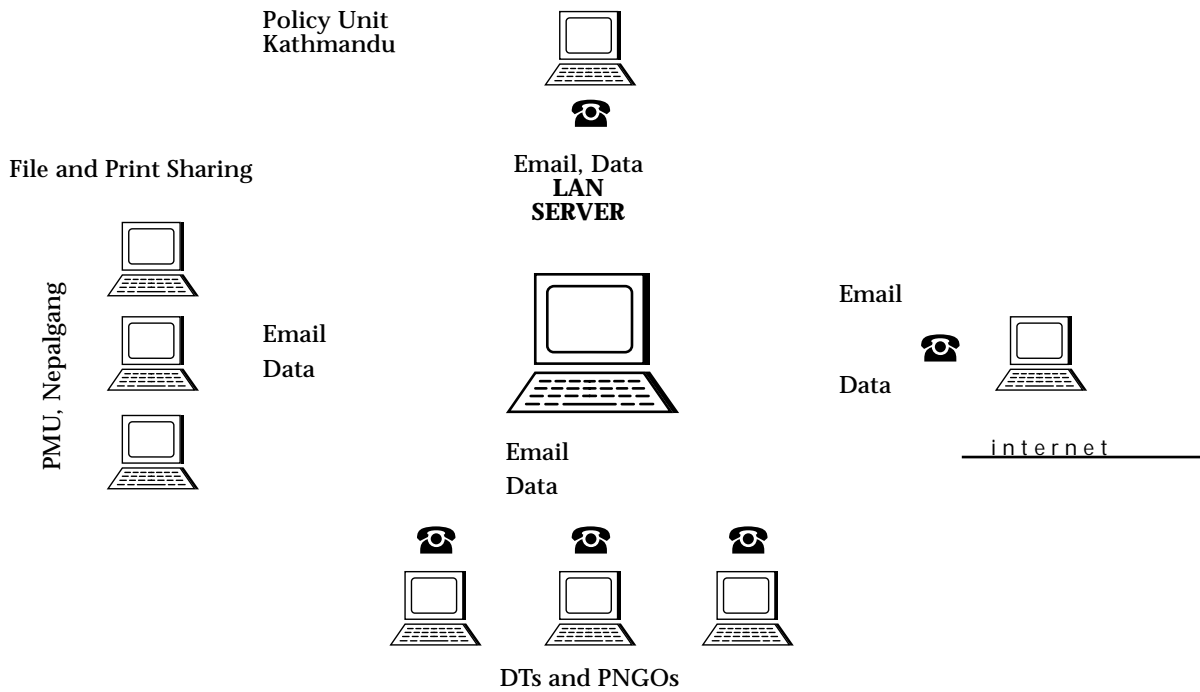 Policy Unit
Kathmandu
File and Print Sharing
Email, Data
LAN
SERVER
PMU, Nepalgang
Email
Data
Email
Data
internet
Email
Data
DTs and PNGOs